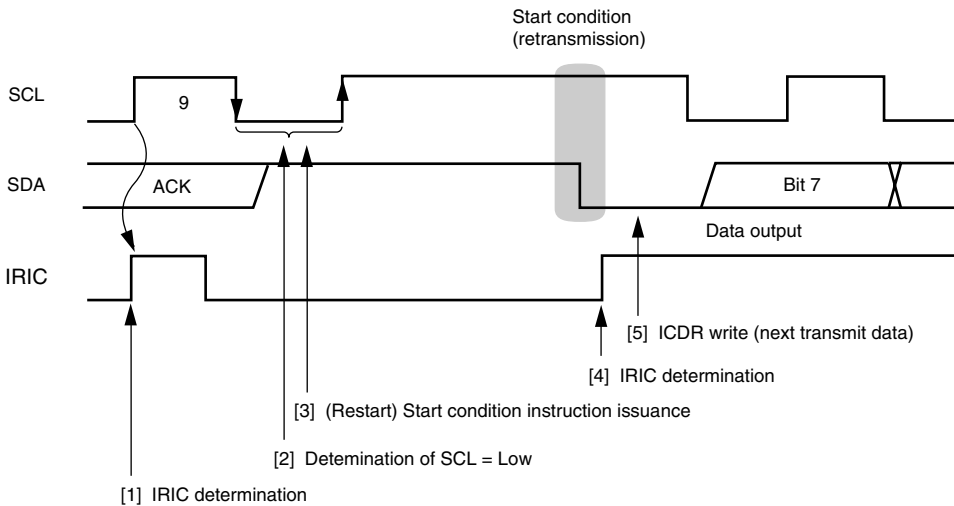 Start condition
(retransmission)
SCL
9
SDA
ACK
Bit 7
Data output
IRIC
[5] ICDR write (next transmit data)
[4] IRIC determination
[3] (Restart) Start condition instruction issuance
[2] Detemination of SCL = Low
[1] IRIC determination